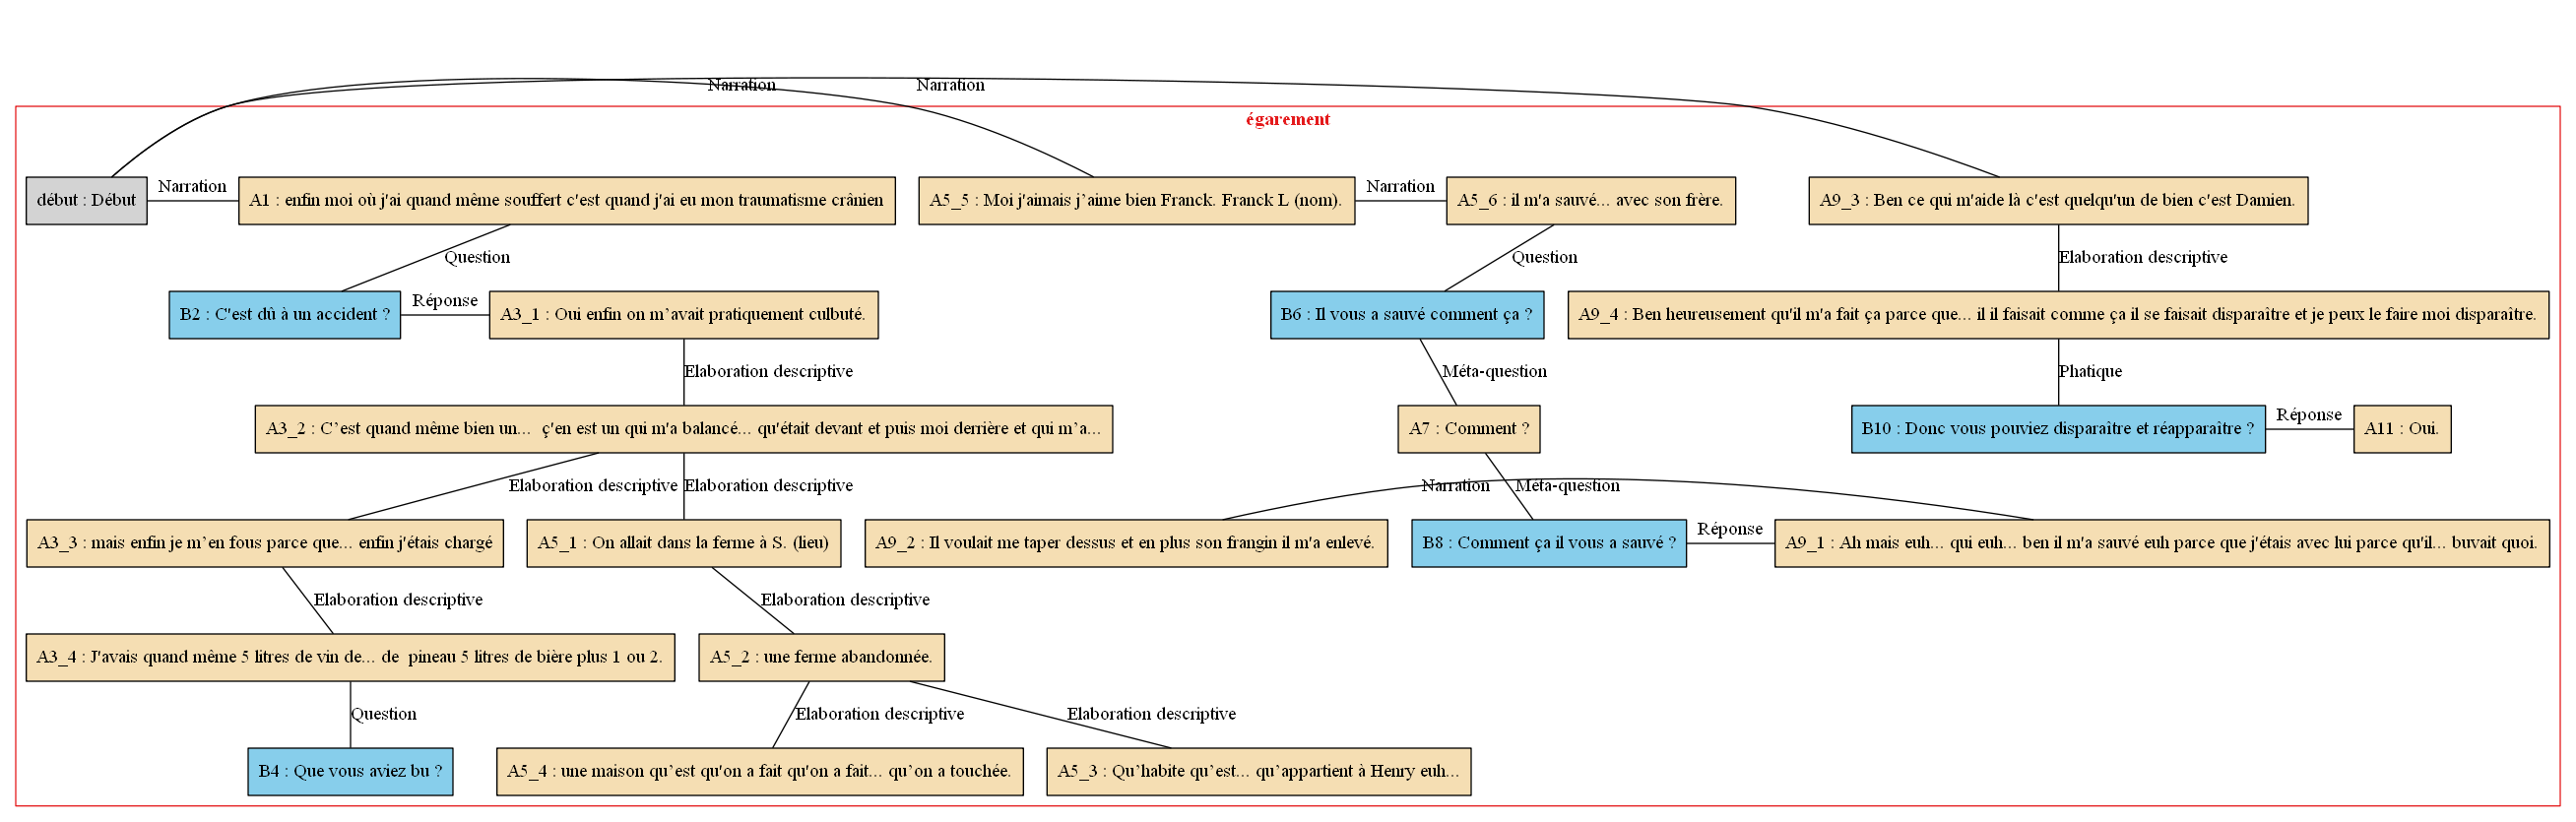 Narration
Narration
égarement
début : Début
Narration
A1 : enfin moi où j'ai quand même souffert c'est quand j'ai eu mon traumatisme crânien
A5_5 : Moi j'aimais j’aime bien Franck. Franck L (nom).
Narration
A5_6 : il m'a sauvé... avec son frère.
A9_3 : Ben ce qui m'aide là c'est quelqu'un de bien c'est Damien.
Question
Question
Elaboration descriptive
B2 : C'est dû à un accident ?
Réponse
A3_1 : Oui enfin on m’avait pratiquement culbuté.
B6 : Il vous a sauvé comment ça ?
A9_4 : Ben heureusement qu'il m'a fait ça parce que... il il faisait comme ça il se faisait disparaître et je peux le faire moi disparaître.
Elaboration descriptive
Méta-question
Phatique
A3_2 : C’est quand même bien un...  ç'en est un qui m'a balancé... qu'était devant et puis moi derrière et qui m’a...
A7 : Comment ?
B10 : Donc vous pouviez disparaître et réapparaître ?
Réponse
A11 : Oui.
Elaboration descriptive
Elaboration descriptive
Narration
Méta-question
A3_3 : mais enfin je m’en fous parce que... enfin j'étais chargé
A5_1 : On allait dans la ferme à S. (lieu)
A9_2 : Il voulait me taper dessus et en plus son frangin il m'a enlevé.
B8 : Comment ça il vous a sauvé ?
Réponse
A9_1 : Ah mais euh... qui euh... ben il m'a sauvé euh parce que j'étais avec lui parce qu'il... buvait quoi.
Elaboration descriptive
Elaboration descriptive
A3_4 : J'avais quand même 5 litres de vin de... de  pineau 5 litres de bière plus 1 ou 2.
A5_2 : une ferme abandonnée.
Question
Elaboration descriptive
Elaboration descriptive
B4 : Que vous aviez bu ?
A5_4 : une maison qu’est qu'on a fait qu'on a fait... qu’on a touchée.
A5_3 : Qu’habite qu’est... qu’appartient à Henry euh...